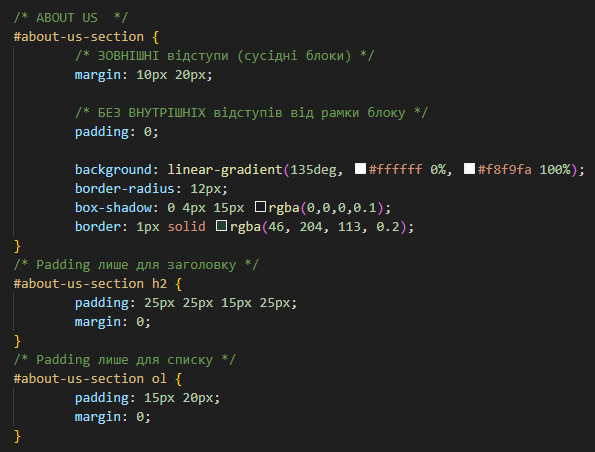 /* ABOUT US  */
#about-us-section {
/* ЗОВНІШНІ відступи (сусідні блоки) */
margin: 10px 20px;
/* БЕЗ ВНУТРІШНІХ відступів від рамки блоку */
padding: 0;
background: linear-gradient(135deg, #ffffff 0%, #f8f9fa 100%);
border-radius: 12px;
box-shadow: 0 4px 15px rgba(0,0,0,0.1);
border: 1px solid rgba(46, 204, 113, 0.2);
}
/* Padding лише для заголовку */
#about-us-section h2 {
padding: 25px 25px 15px 25px;
margin: 0;
}
/* Padding лише для списку */
#about-us-section ol {
padding: 15px 20px;
margin: 0;
}